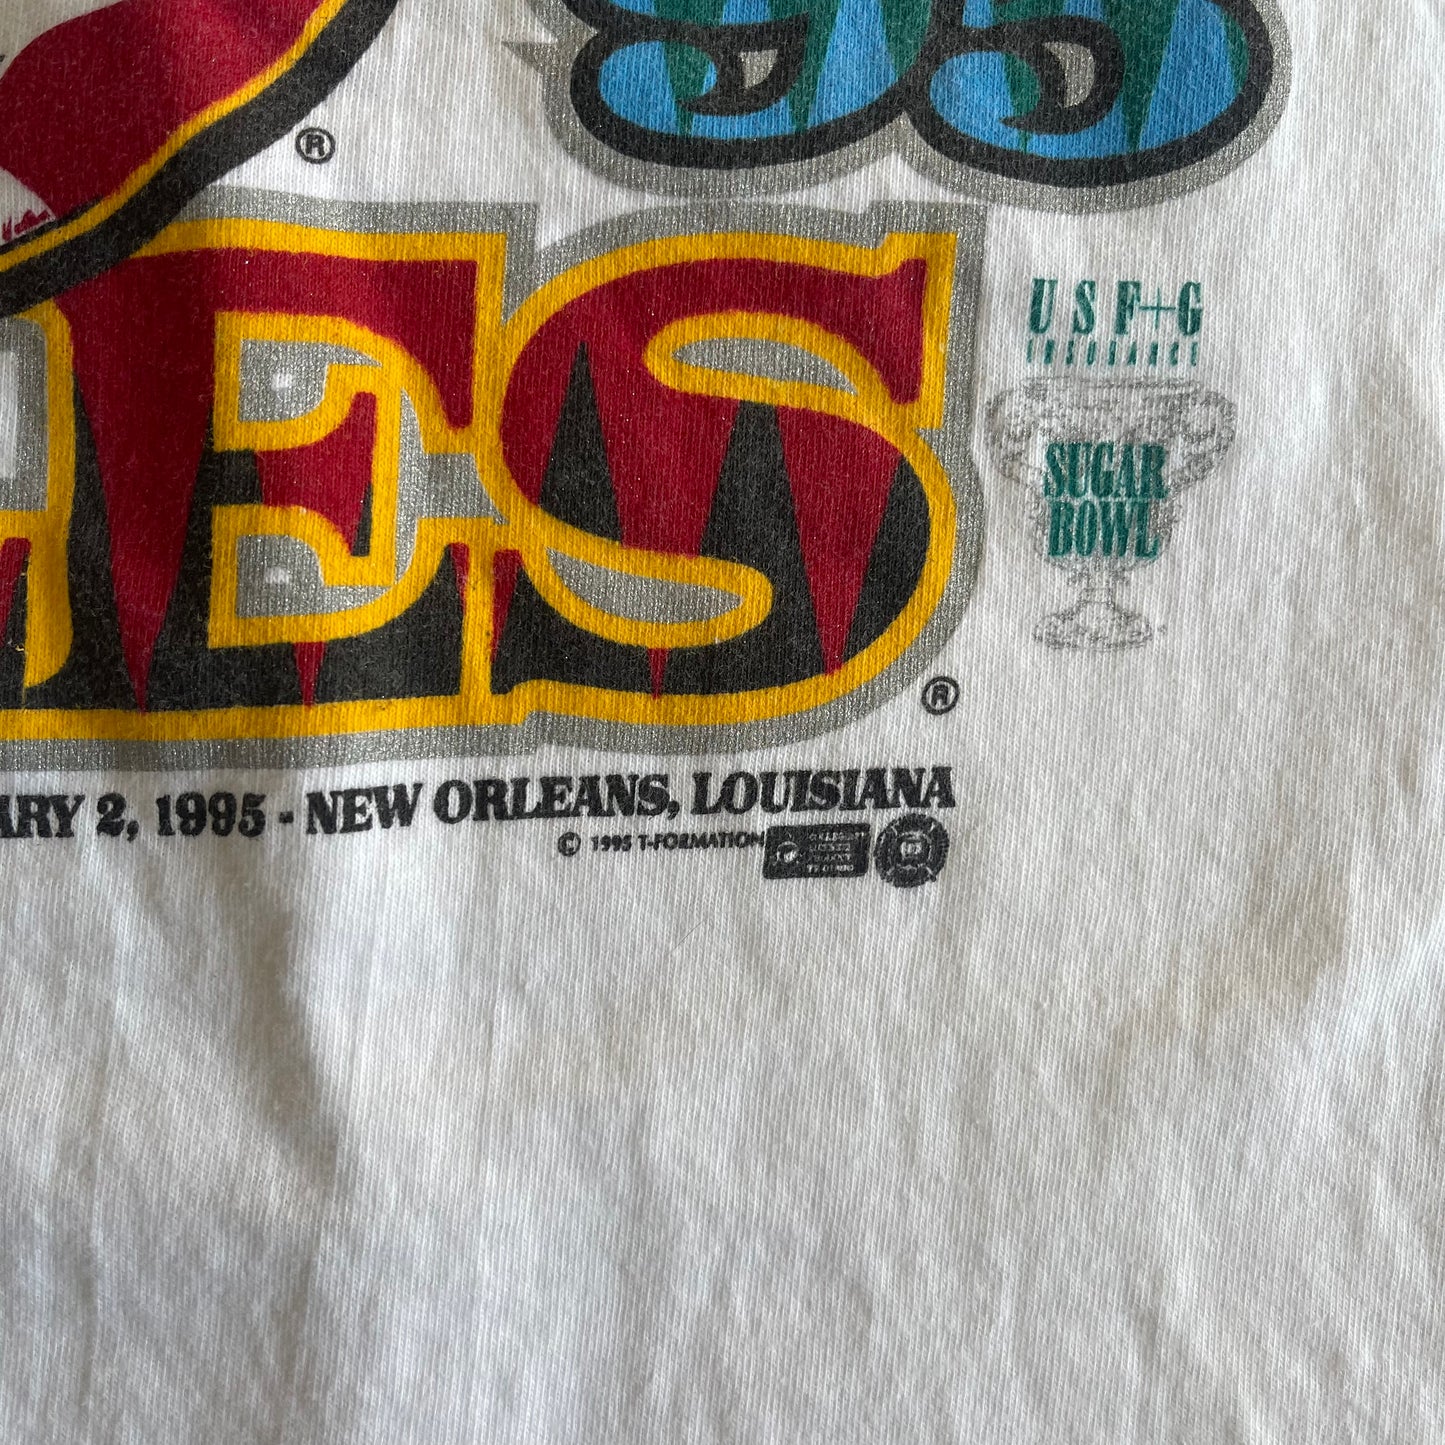 95
®
ES
USF+G
INSURANCE
SUGAR
BOWL
®
ARY 2, 1995 - NEW ORLEANS, LOUISIANA
© 1995 T-FORMATION